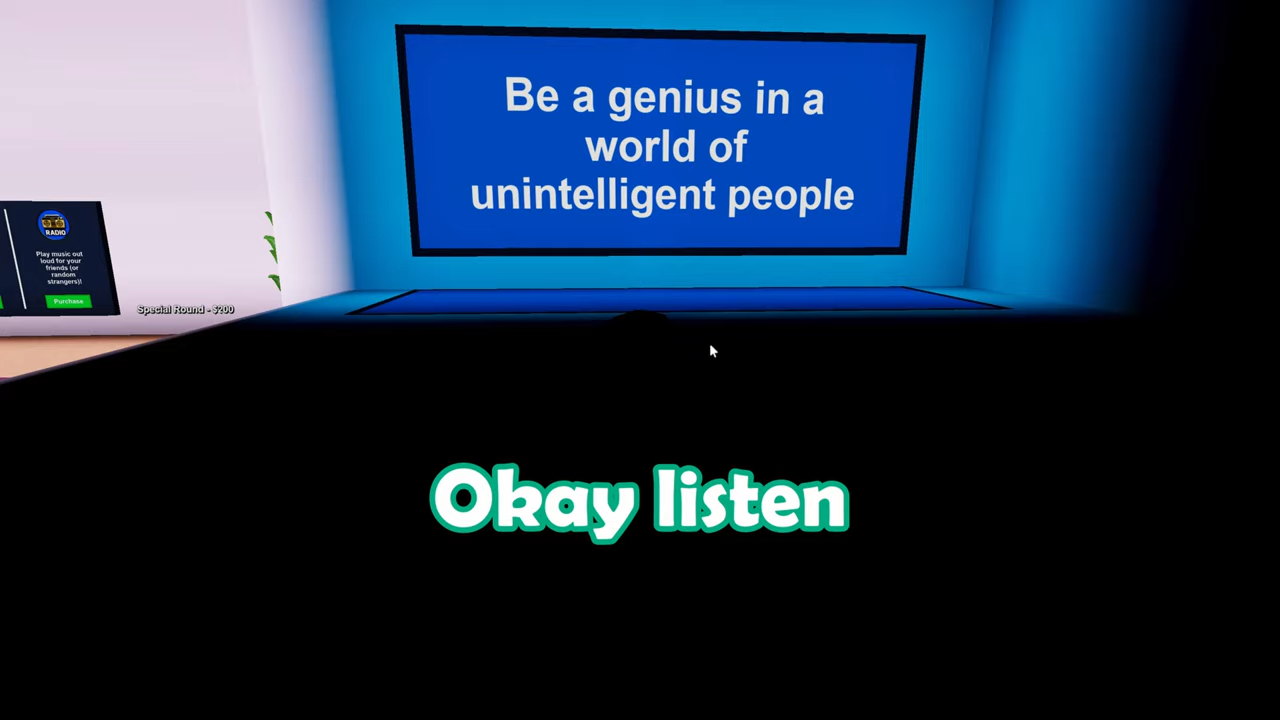 Be a genius in a
world of
unintelligent people
RADIO
Play music out
loud for your
friends (or
random
strangers)!
Purchase
Special Round - $200
Okay listen